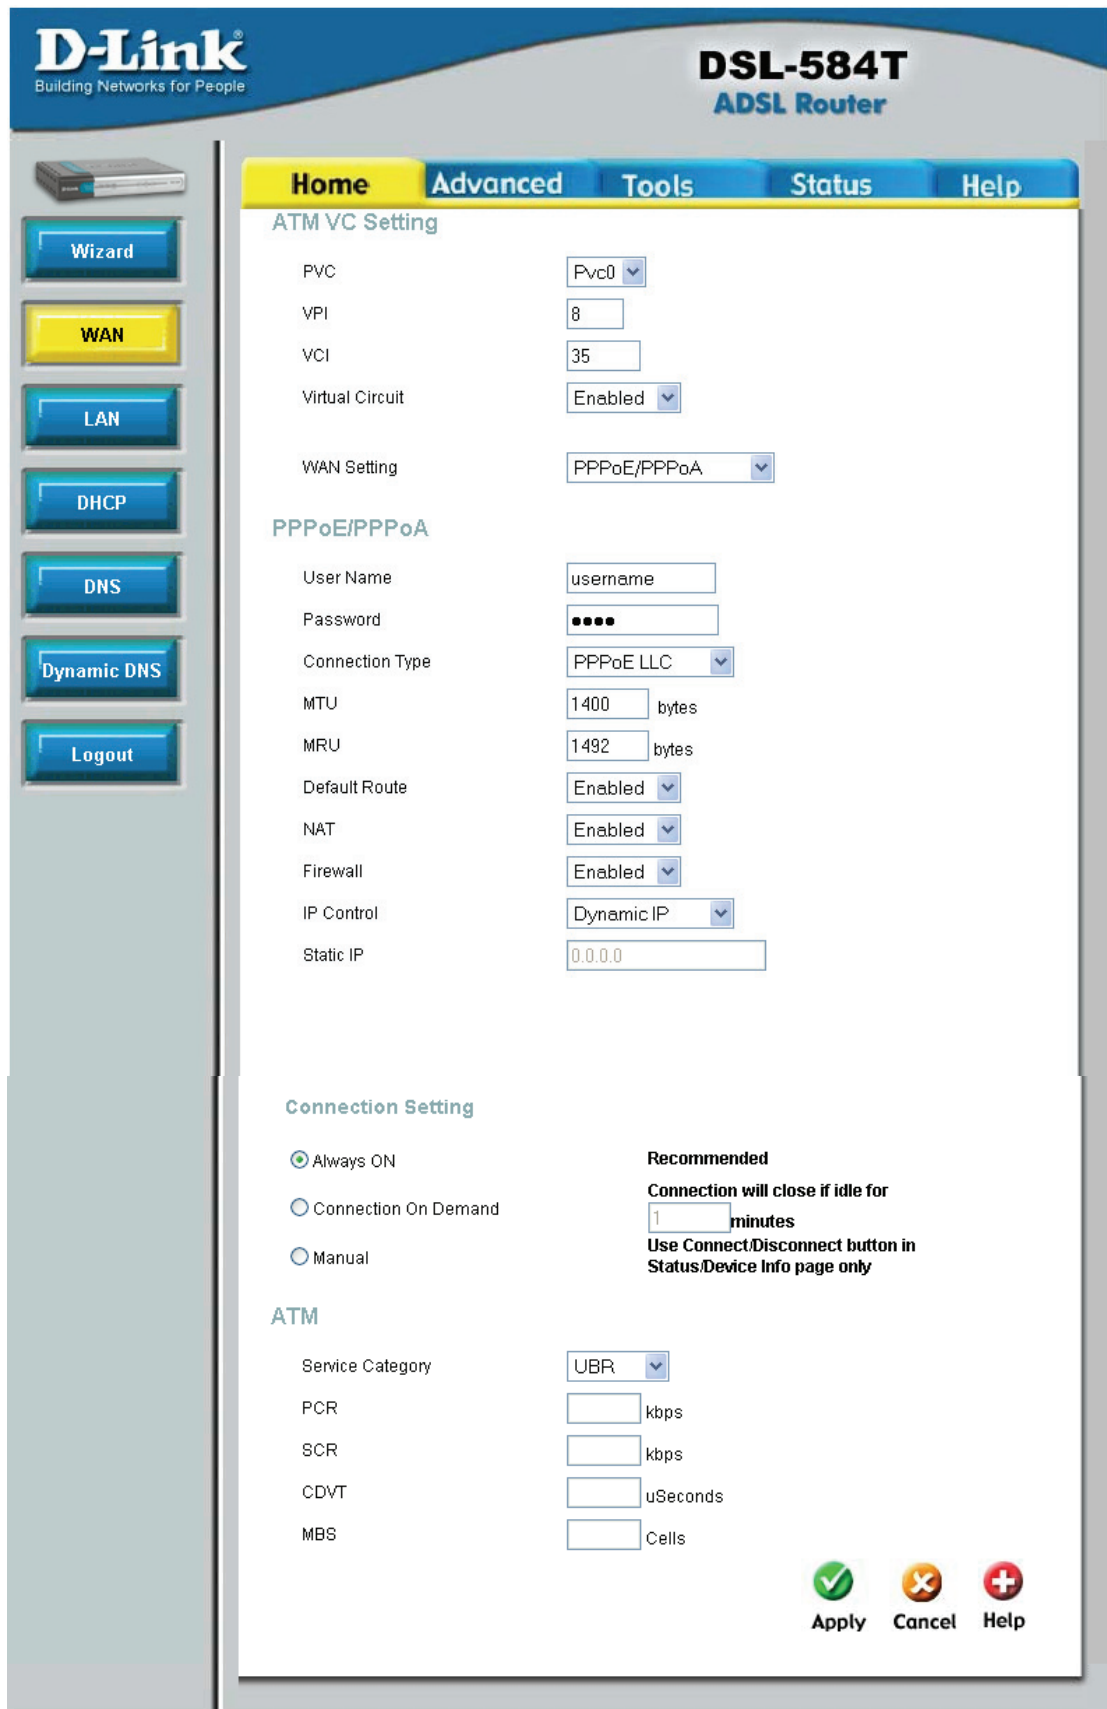 D-Link®
Building Networks for People
DSL-584T
ADSL Router
Home Advanced Tools Status Help
Wizard
WAN
LAN
DHCP
DNS
Dynamic DNS
Logout
ATM VC Setting
PVC Pvc0
VPI 8
VCI 35
Virtual Circuit Enabled
WAN Setting PPPoE/PPPoA
PPPoE/PPPoA
User Name username
Password ●●●●
Connection Type PPPoE LLC
MTU 1400 bytes
MRU 1492 bytes
Default Route Enabled
NAT Enabled
Firewall Enabled
IP Control Dynamic IP
Static IP 0.0.0.0
Connection Setting
Always ON Recommended
Connection On Demand Connection will close if idle for
1 minutes
Manual Use Connect/Disconnect button in
Status/Device Info page only
ATM
Service Category UBR
PCR kbps
SCR kbps
CDVT uSeconds
MBS Cells
Apply Cancel Help